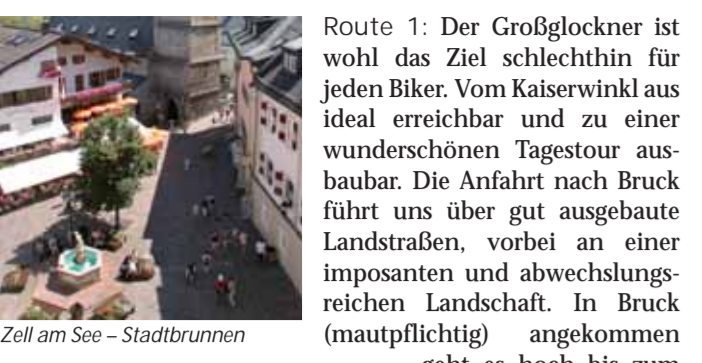 Route 1: Der Großglockner ist
wohl das Ziel schlechthin für
jeden Biker. Vom Kaiserwinkl aus
ideal erreichbar und zu einer
wunderschönen Tagestour aus-
baubar. Die Anfahrt nach Bruck
führt uns über gut ausgebaute
Landstraßen, vorbei an einer
imposanten und abwechslungs-
reichen Landschaft. In Bruck
(mautpflichtig) angekommen
geht es hoch bis zum
Zell am See – Stadtbrunnen